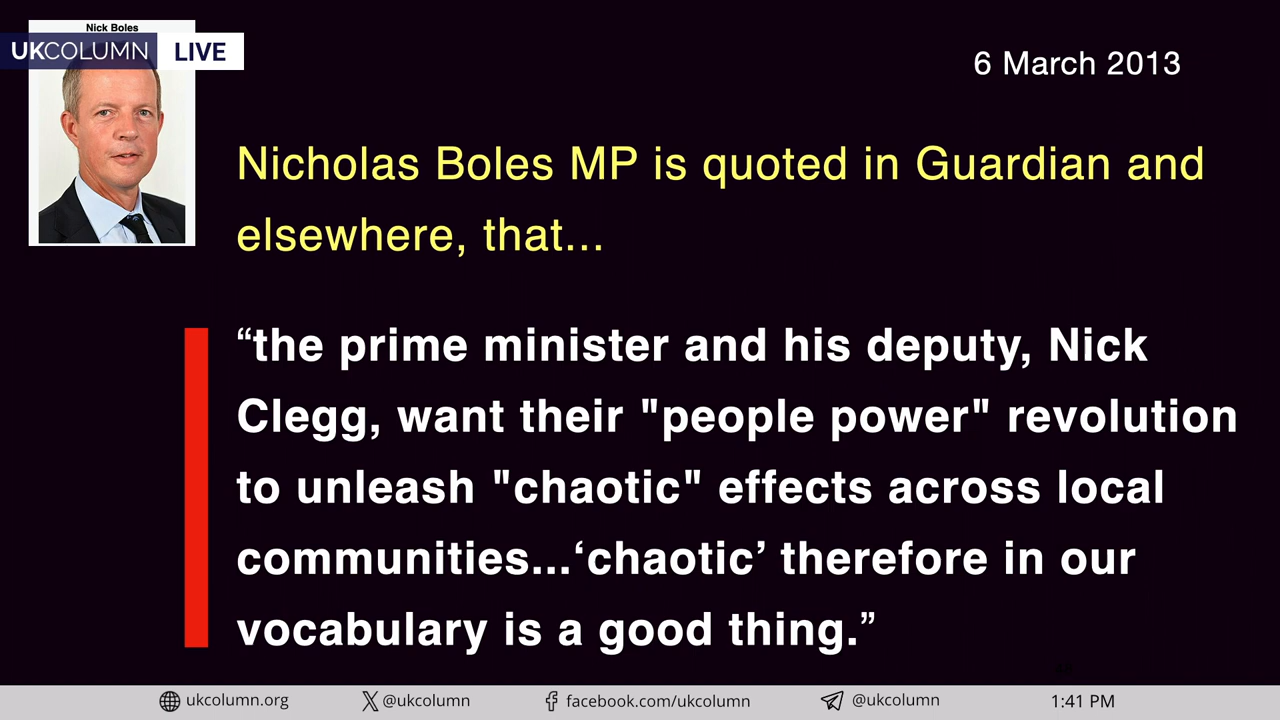 Nick Boles
UKCOLUMN LIVE
6 March 2013
Nicholas Boles MP is quoted in Guardian and
elsewhere, that...
“the prime minister and his deputy, Nick
Clegg, want their "people power" revolution
to unleash "chaotic" effects across local
communities...‘chaotic’ therefore in our
vocabulary is a good thing.”
ukcolumn.org @ukcolumn facebook.com/ukcolumn @ukcolumn 1:41 PM